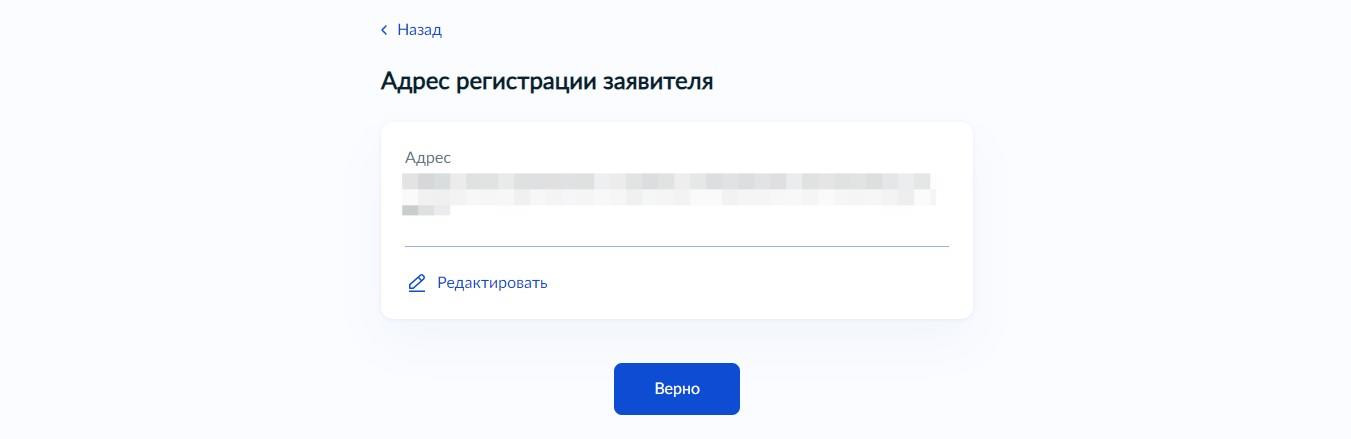 Назад
Адрес регистрации заявителя
Адрес
Редактировать
Верно